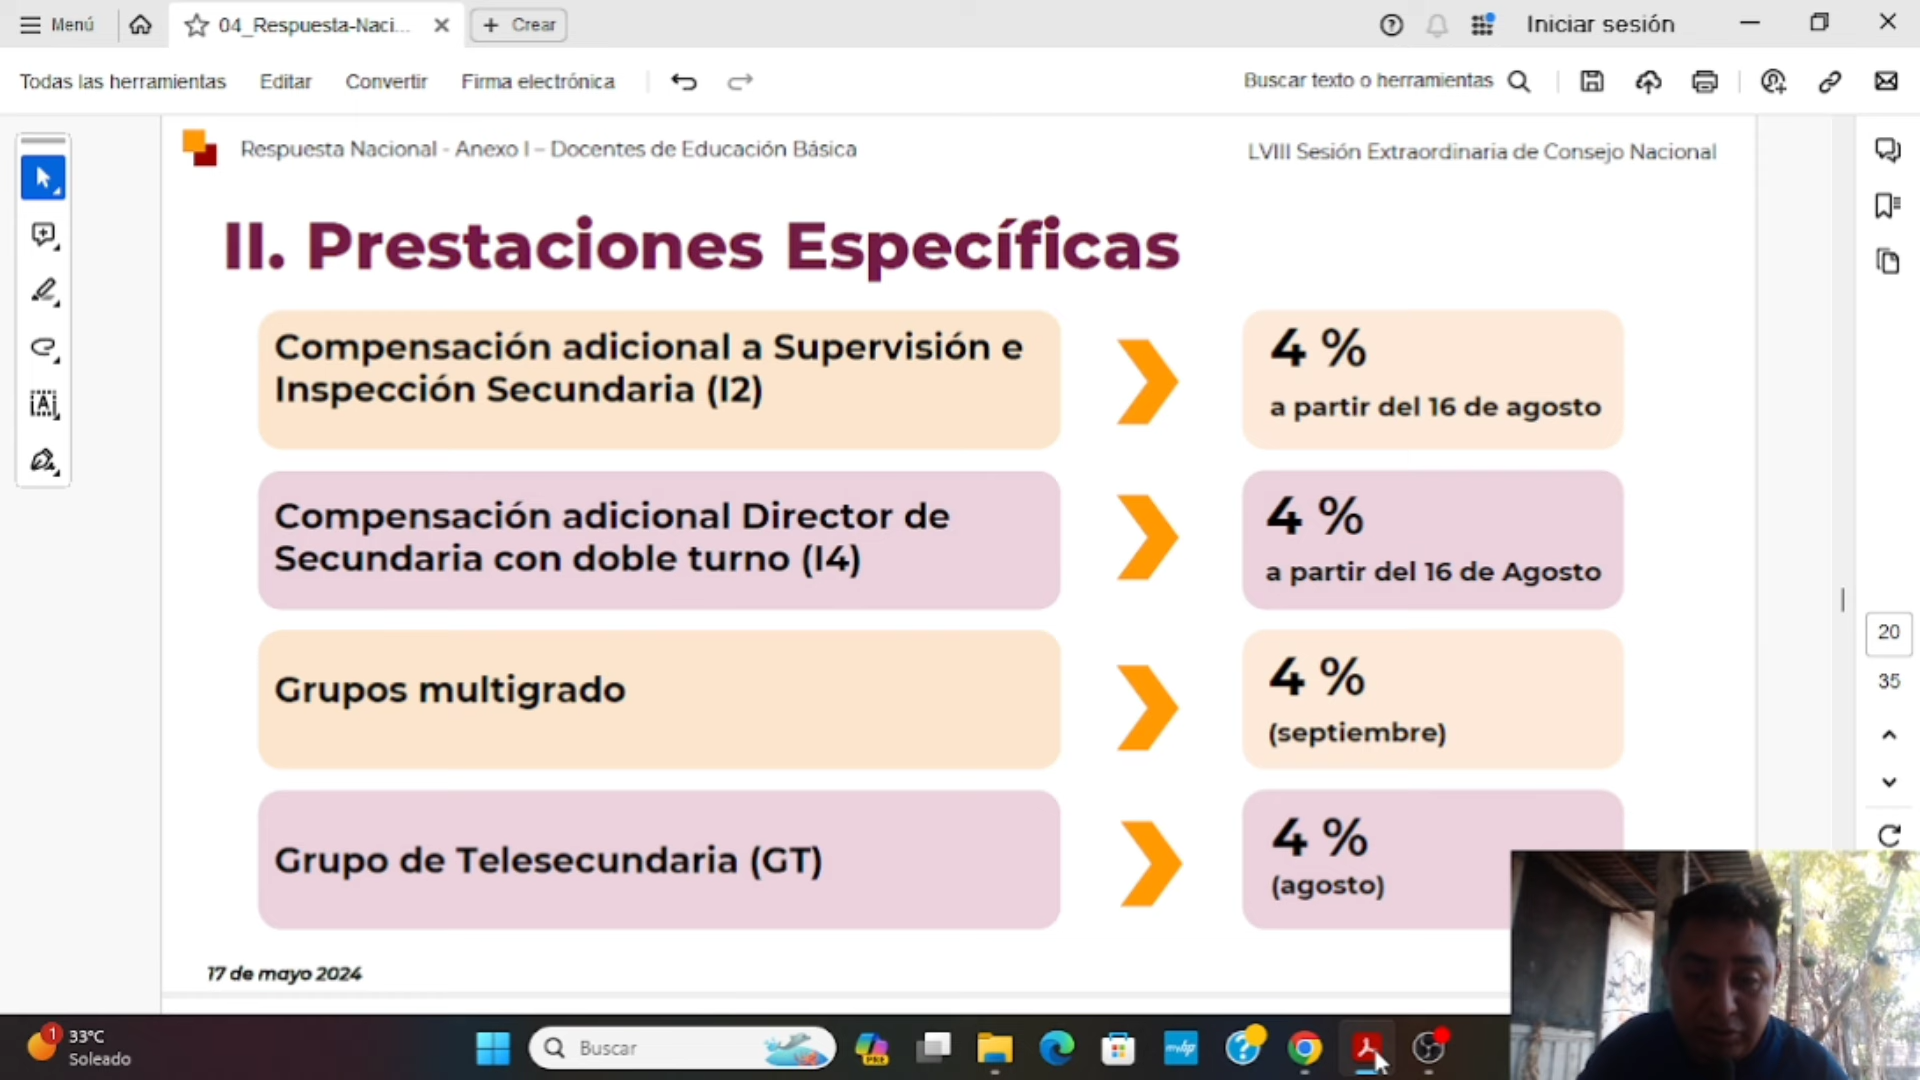 Menú
04_Respuesta-Naci...
Crear
Iniciar sesión
Todas las herramientas
Editar
Convertir
Firma electrónica
Buscar texto o herramientas
Respuesta Nacional - Anexo I – Docentes de Educación Básica
LVIII Sesión Extraordinaria de Consejo Nacional
II. Prestaciones Específicas
Compensación adicional a Supervisión e
Inspección Secundaria (I2)
4 %
a partir del 16 de agosto
Compensación adicional Director de
Secundaria con doble turno (I4)
4 %
a partir del 16 de Agosto
Grupos multigrado
4 %
(septiembre)
Grupo de Telesecundaria (GT)
4 %
(agosto)
17 de mayo 2024
20
35
1
33°C
Soleado
Buscar
PRE